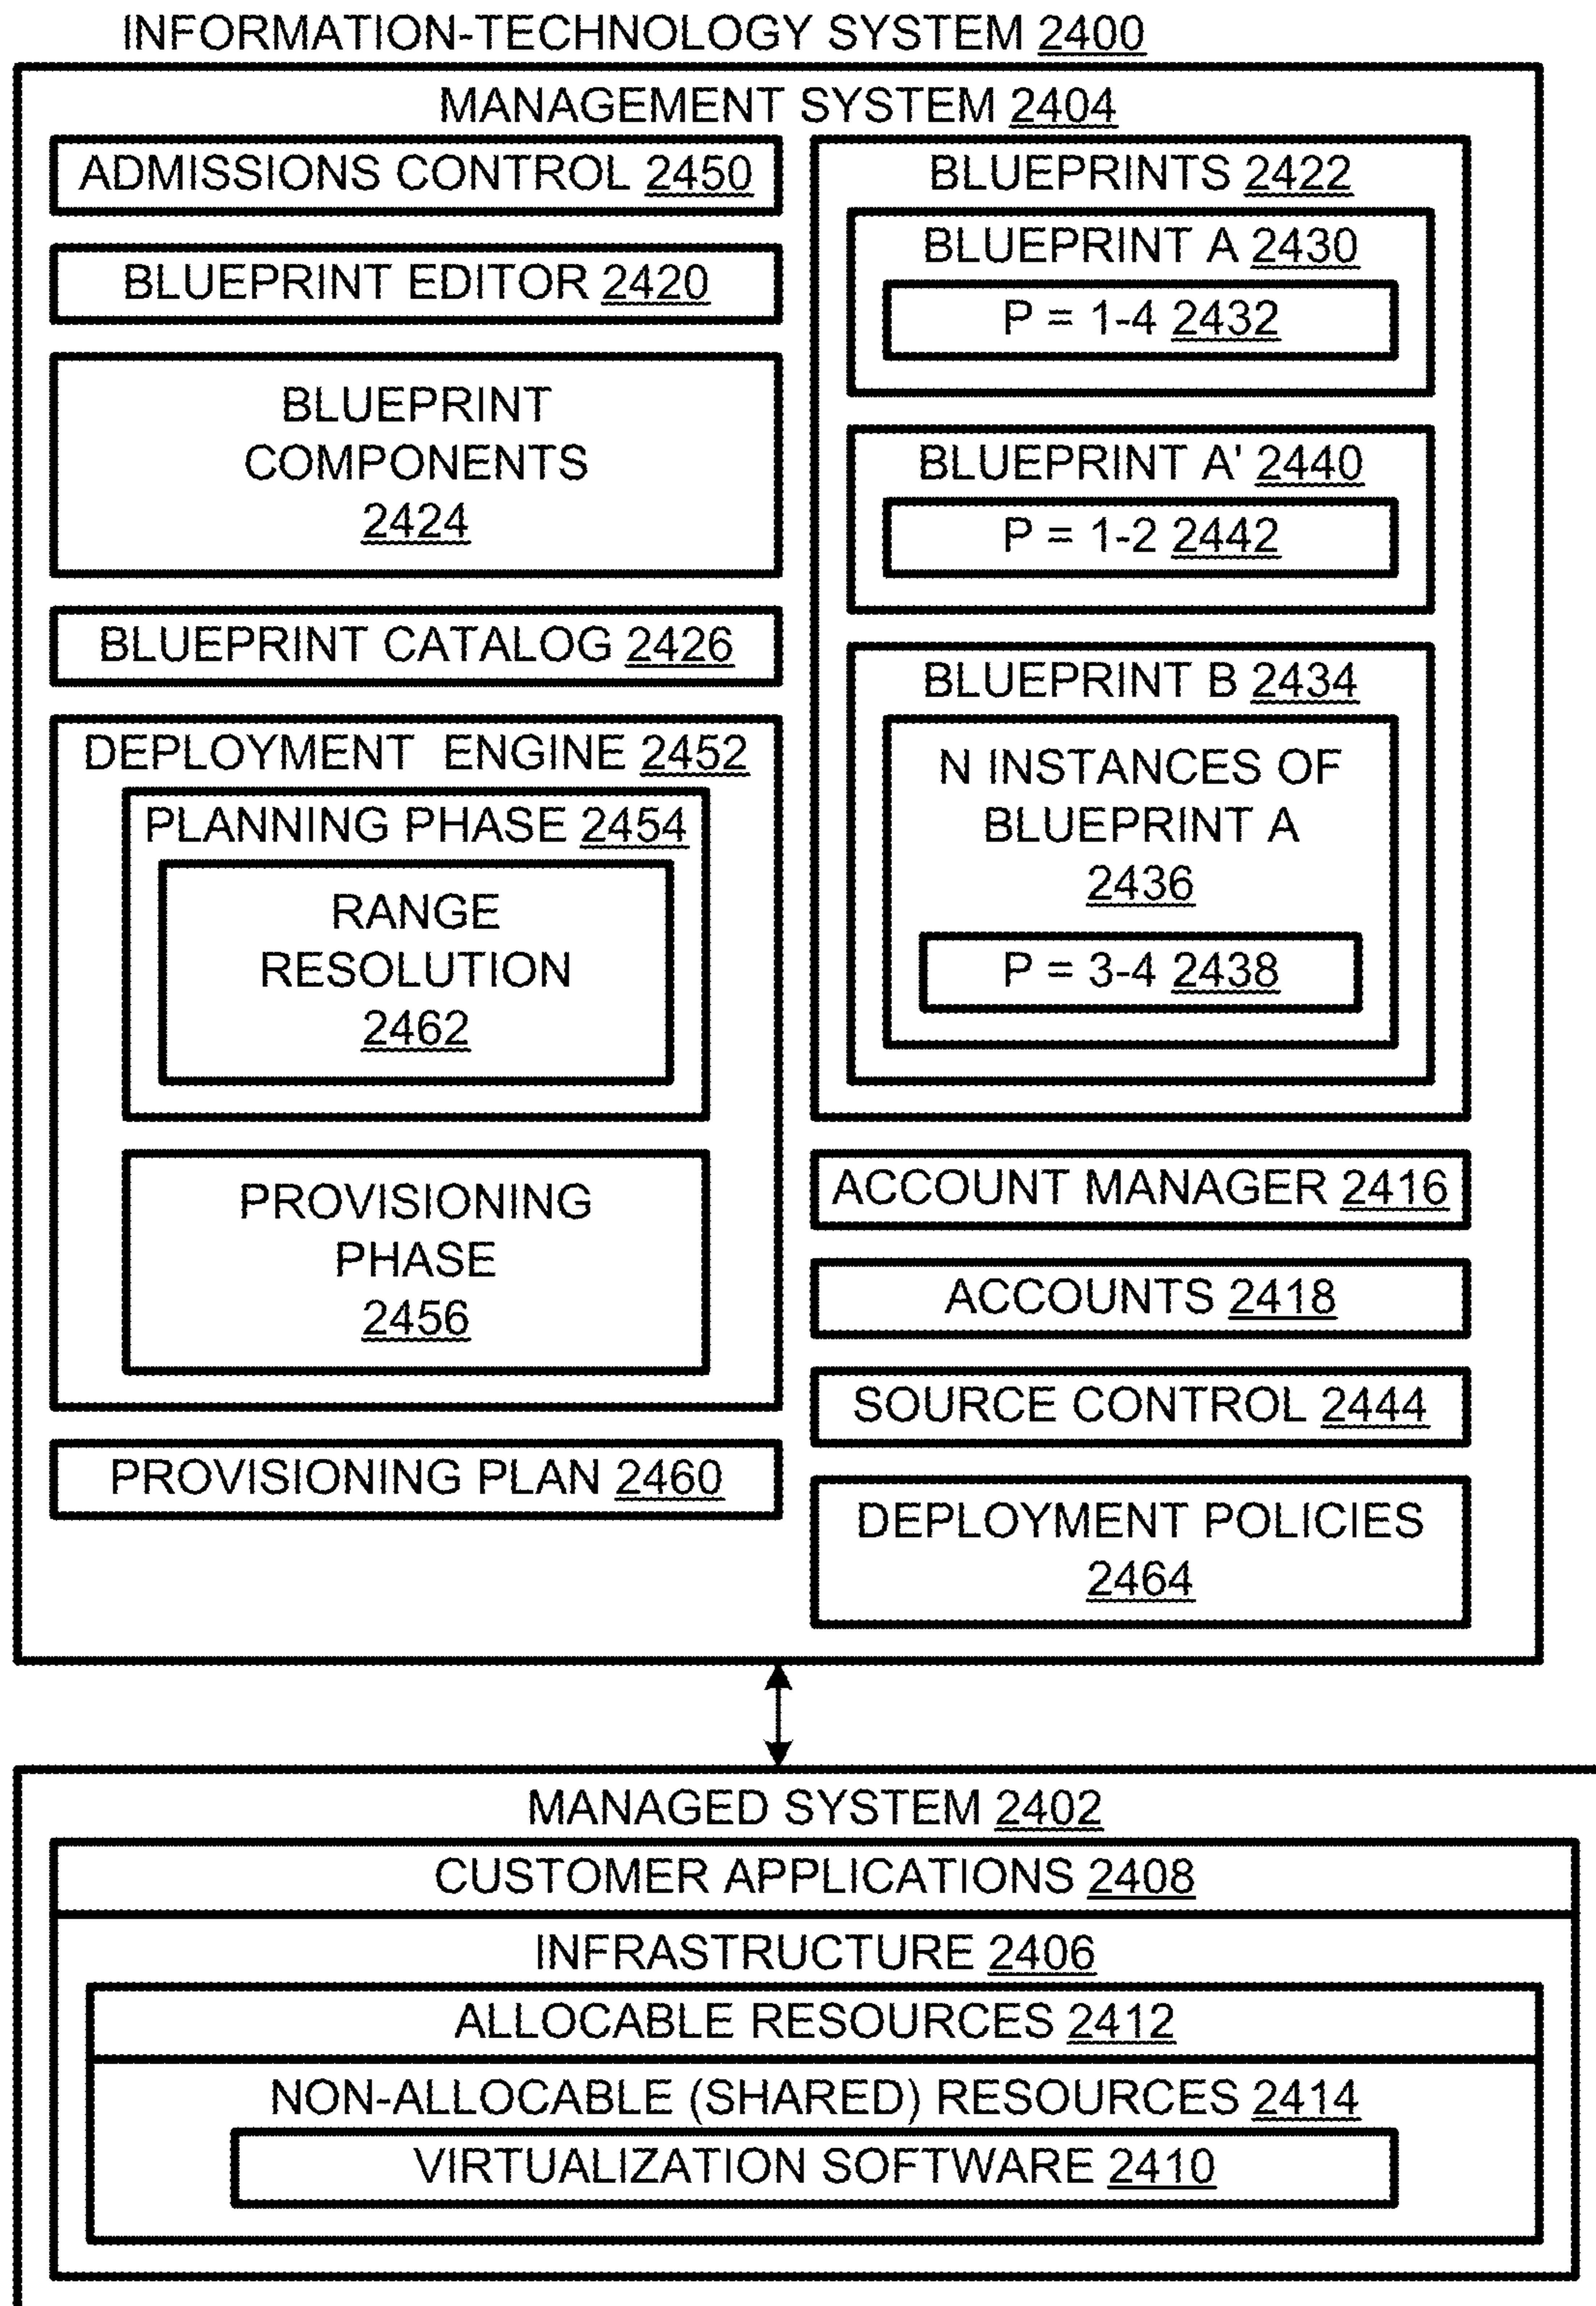 INFORMATION-TECHNOLOGY SYSTEM 2400
MANAGEMENT SYSTEM 2404
ADMISSIONS CONTROL 2450
BLUEPRINT EDITOR 2420
BLUEPRINT
COMPONENTS
2424
BLUEPRINT CATALOG 2426
DEPLOYMENT ENGINE 2452
PLANNING PHASE 2454
RANGE
RESOLUTION
2462
PROVISIONING
PHASE
2456
PROVISIONING PLAN 2460
BLUEPRINTS 2422
BLUEPRINT A 2430
P = 1-4 2432
BLUEPRINT A' 2440
P = 1-2 2442
BLUEPRINT B 2434
N INSTANCES OF
BLUEPRINT A
2436
P = 3-4 2438
ACCOUNT MANAGER 2416
ACCOUNTS 2418
SOURCE CONTROL 2444
DEPLOYMENT POLICIES
2464
MANAGED SYSTEM 2402
CUSTOMER APPLICATIONS 2408
INFRASTRUCTURE 2406
ALLOCABLE RESOURCES 2412
NON-ALLOCABLE (SHARED) RESOURCES 2414
VIRTUALIZATION SOFTWARE 2410